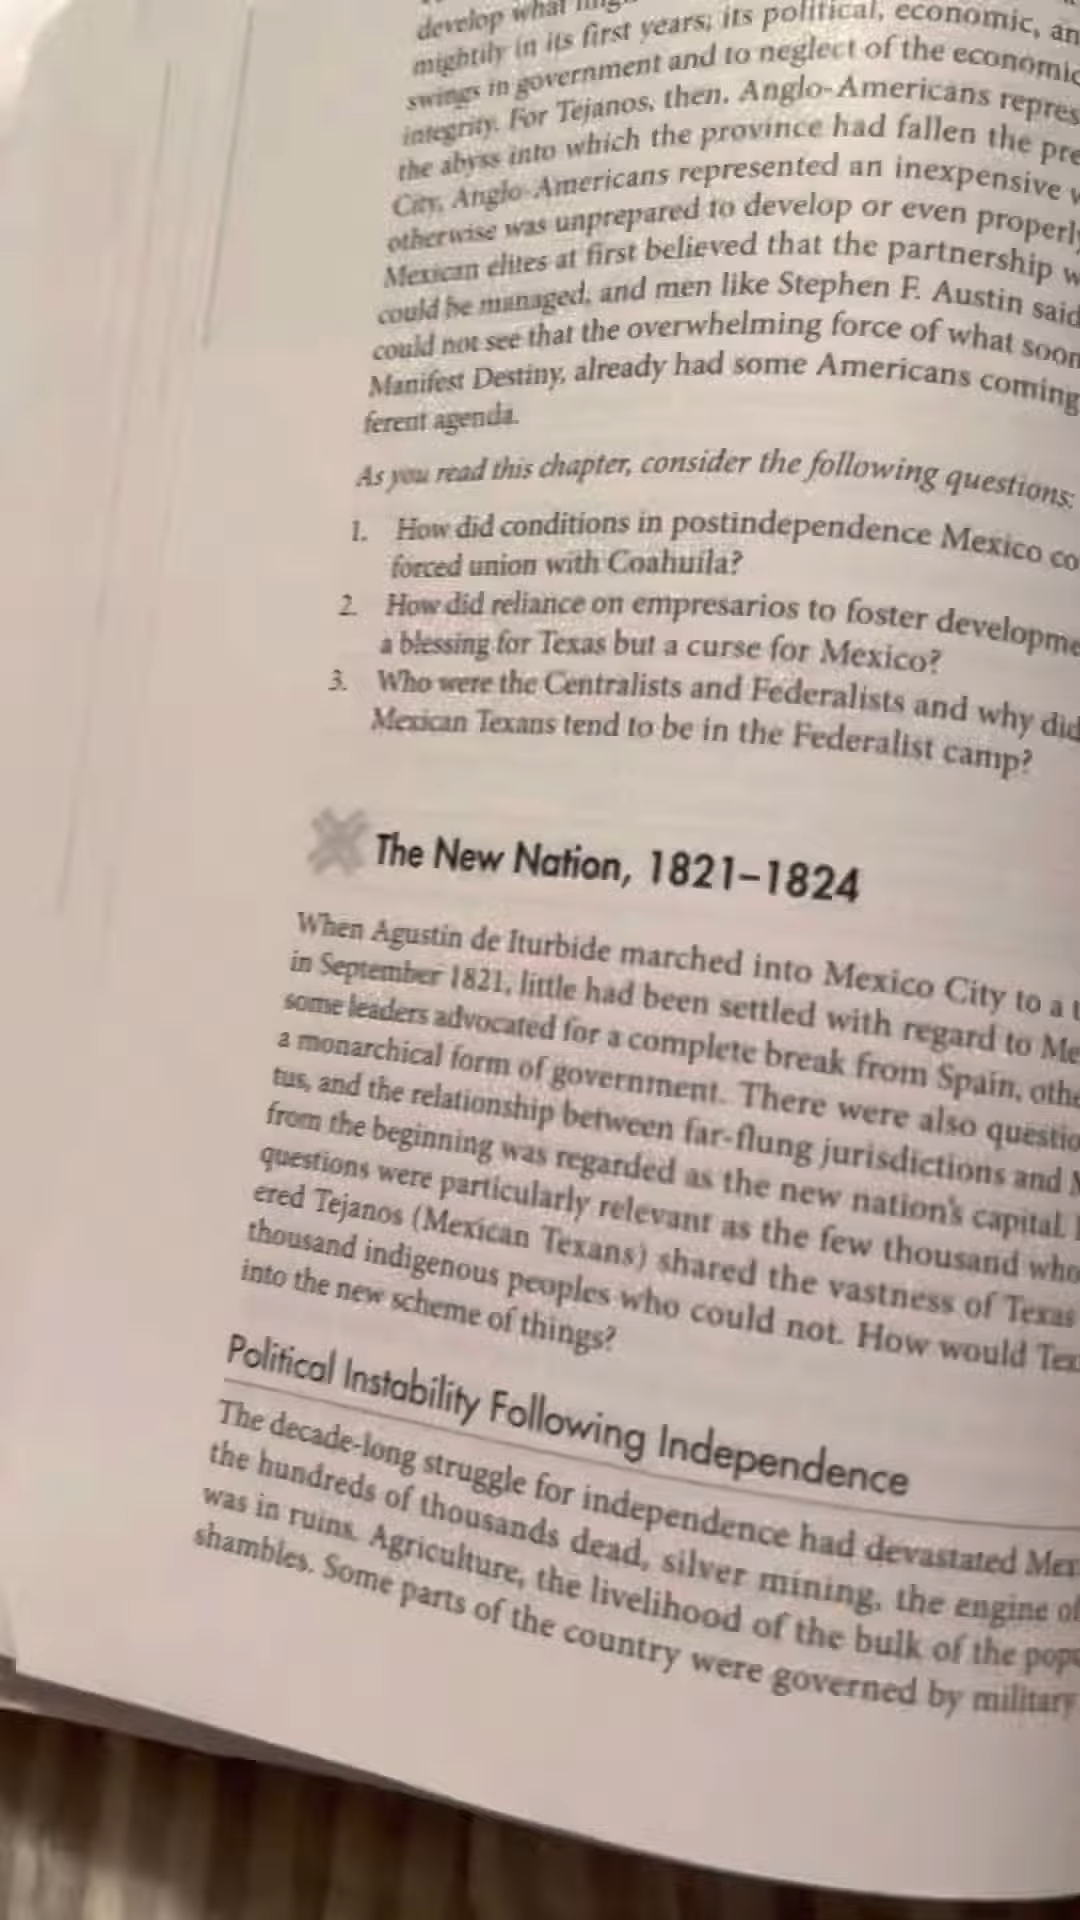 develop what
mightily in its first years; its political, economic, an
swings in government and to neglect of the economic
integrity. For Tejanos, then, Anglo-Americans repres
the abyss into which the province had fallen the pre
City, Anglo-Americans represented an inexpensive w
otherwise was unprepared to develop or even properly
Mexican elites at first believed that the partnership w
could be managed, and men like Stephen F. Austin said
could not see that the overwhelming force of what soon
Manifest Destiny, already had some Americans coming
ferent agenda.
As you read this chapter, consider the following questions:
1. How did conditions in postindependence Mexico co
forced union with Coahuila?
2. How did reliance on empresarios to foster developme
a blessing for Texas but a curse for Mexico?
3. Who were the Centralists and Federalists and why did
Mexican Texans tend to be in the Federalist camp?
The New Nation, 1821–1824
When Agustín de Iturbide marched into Mexico City to a t
in September 1821, little had been settled with regard to Me
some leaders advocated for a complete break from Spain, othe
a monarchical form of government. There were also questio
tus, and the relationship between far-flung jurisdictions and M
from the beginning was regarded as the new nation's capital.
questions were particularly relevant as the few thousand who
ered Tejanos (Mexican Texans) shared the vastness of Texas
thousand indigenous peoples who could not. How would Tex
into the new scheme of things?
Political Instability Following Independence
The decade-long struggle for independence had devastated Mex
the hundreds of thousands dead, silver mining, the engine of
was in ruins. Agriculture, the livelihood of the bulk of the popu
shambles. Some parts of the country were governed by military